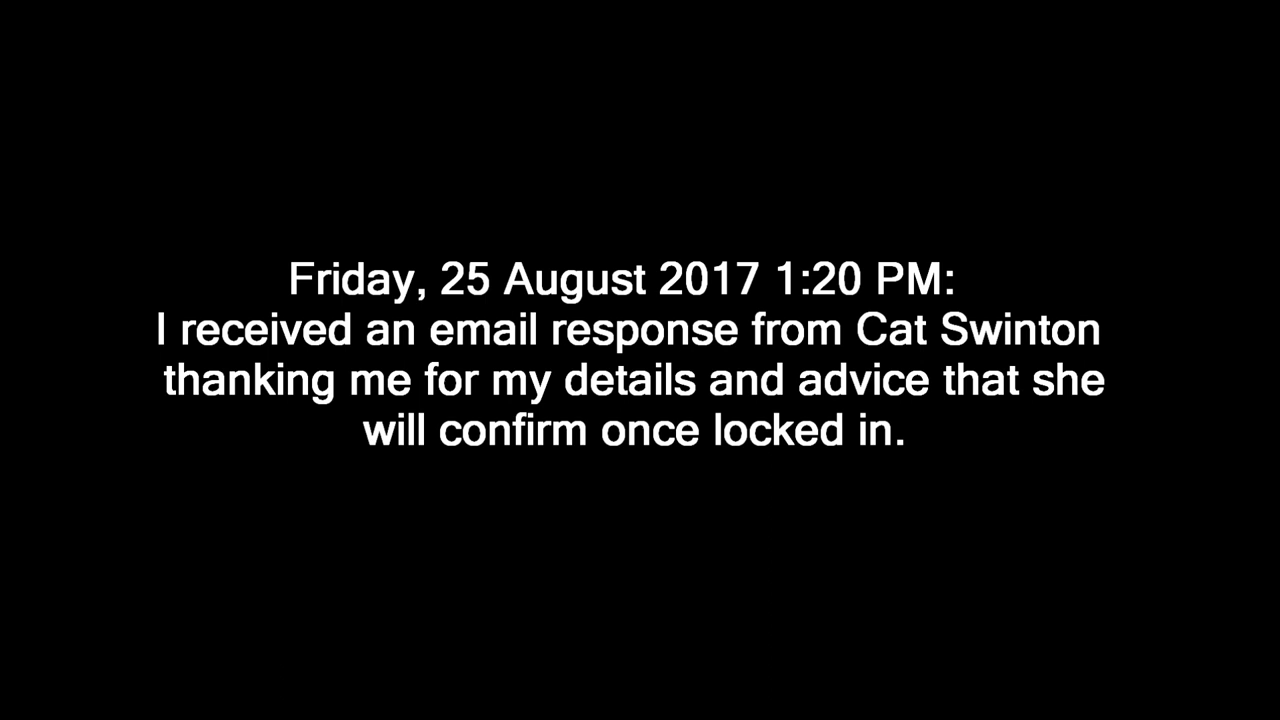 Friday, 25 August 2017 1:20 PM:
I received an email response from Cat Swinton
thanking me for my details and advice that she
will confirm once locked in.